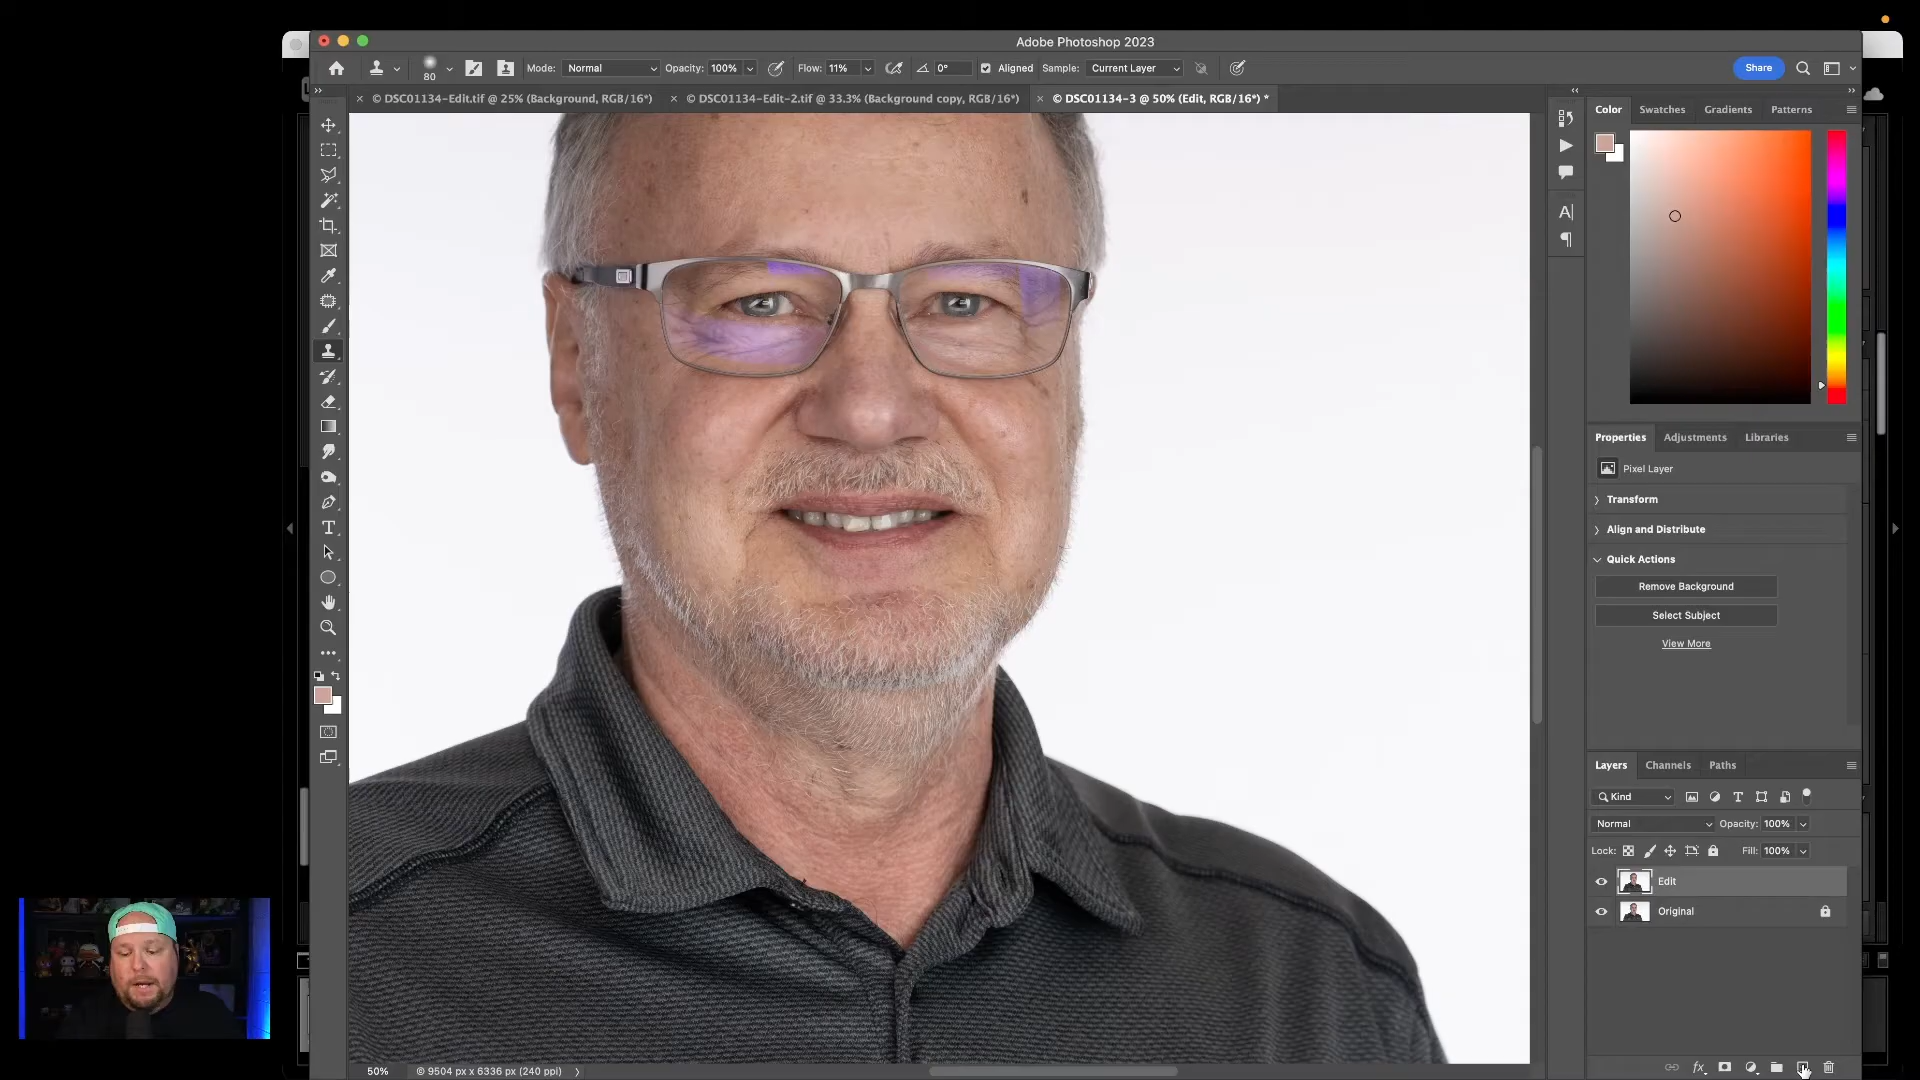 Adobe Photoshop 2023
80 Mode: Normal Opacity: 100% Flow: 11% 0° Aligned Sample: Current Layer Share
© DSC01134-Edit.tif @ 25% (Background, RGB/16*) © DSC01134-Edit-2.tif @ 33.3% (Background copy, RGB/16*) © DSC01134-3 @ 50% (Edit, RGB/16*) *
Color Swatches Gradients Patterns
Properties Adjustments Libraries
Pixel Layer
Transform
Align and Distribute
Quick Actions
Remove Background
Select Subject
View More
Layers Channels Paths
Kind
Normal Opacity: 100%
Lock: Fill: 100%
Edit
Original
50% © 9504 px x 6336 px (240 ppi)